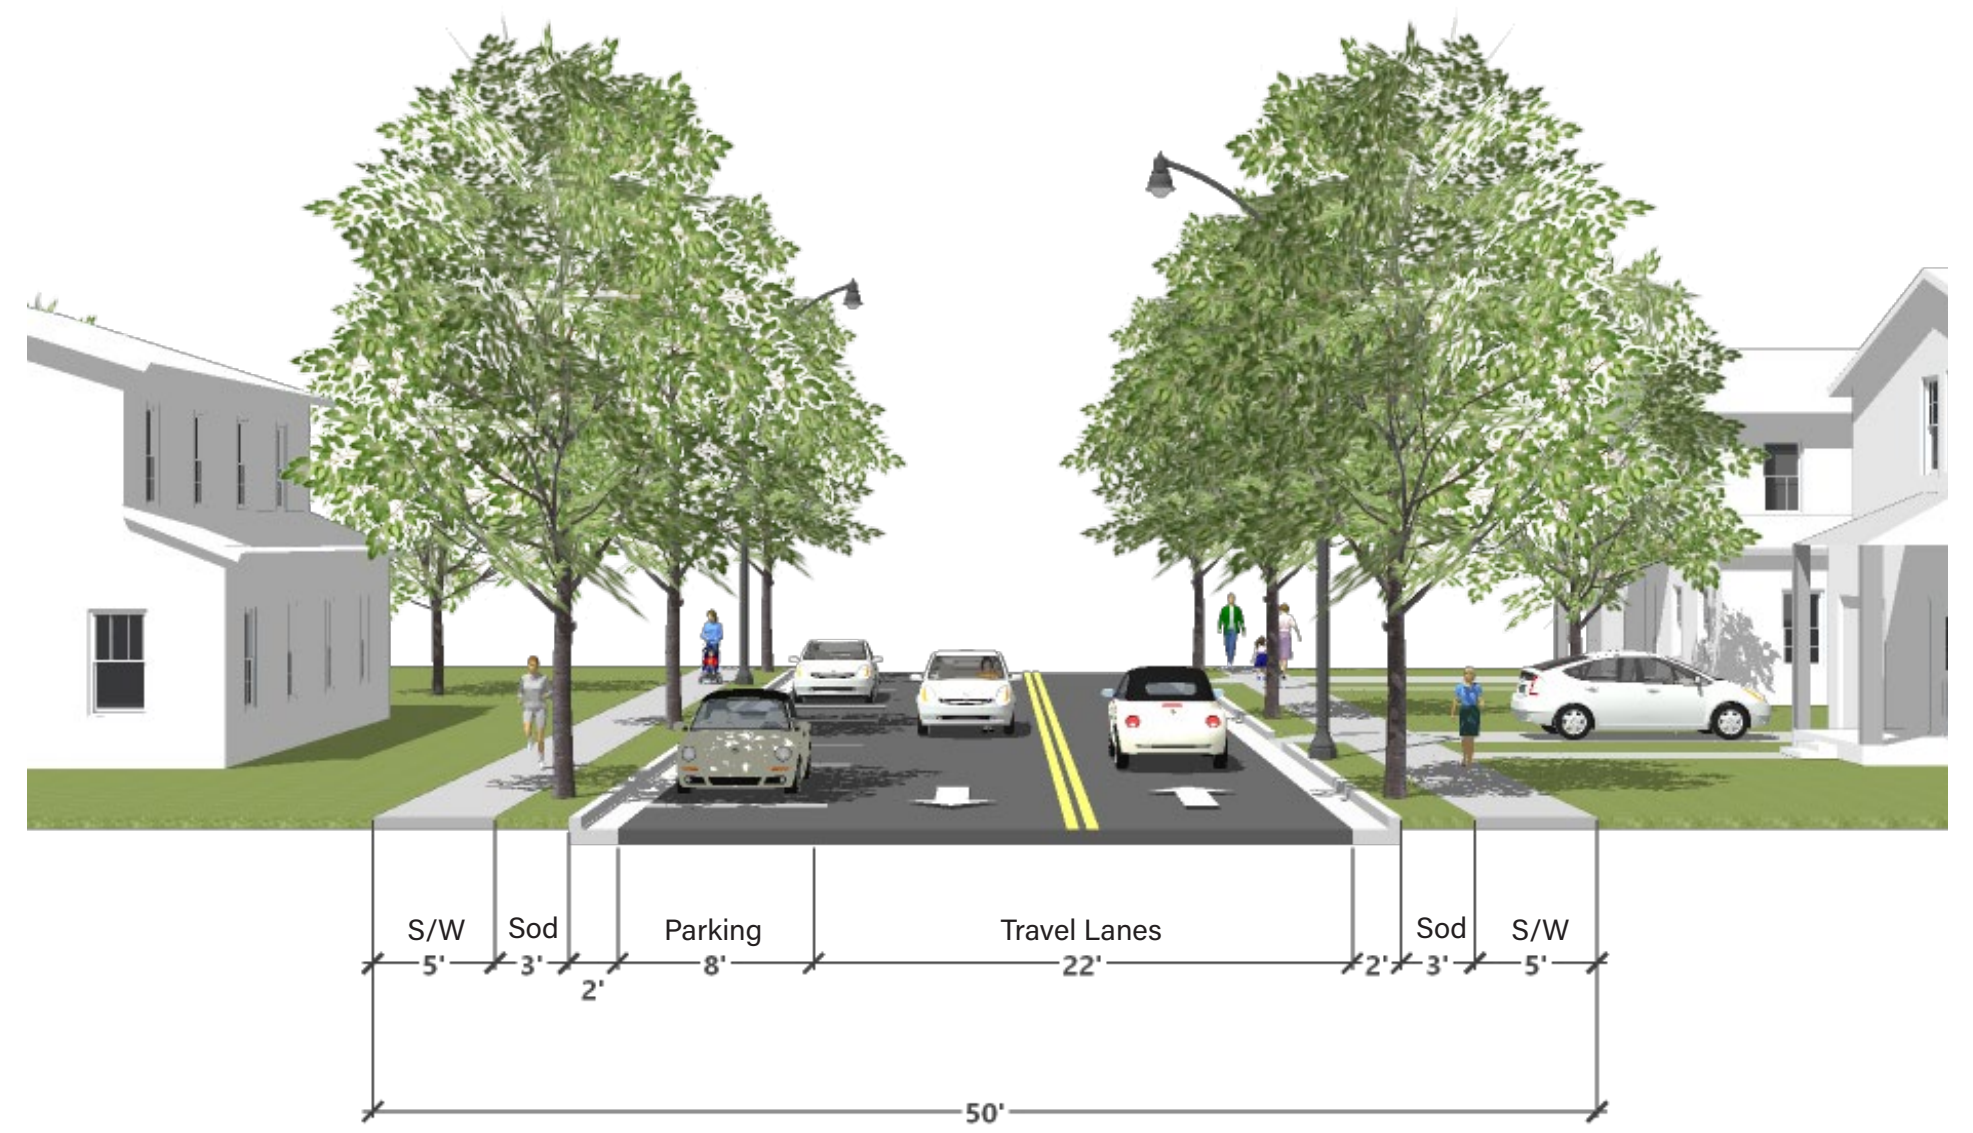 S/W Sod Parking Travel Lanes Sod S/W
5' 3' 8' 22' 2' 3' 5'
2'
50'